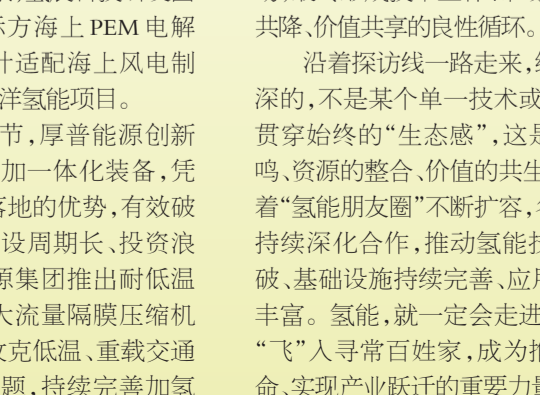 示方海上 PEM 电解
计适配海上风电制
洋氢能项目。
节，厚普能源创新
加一体化装备，凭
落地的优势，有效破
设周期长、投资浪
源集团推出耐低温
大流量隔膜压缩机
攻克低温、重载交通
题，持续完善加氢
共降、价值共享的良性循环。
沿着探访线一路走来，给
深的，不是某个单一技术或
贯穿始终的“生态感”，这是
鸣、资源的整合、价值的共生
着“氢能朋友圈”不断扩容，
持续深化合作，推动氢能技
破、基础设施持续完善、应用
丰富。氢能，就一定会走进
“飞”入寻常百姓家，成为推
命、实现产业跃迁的重要力量